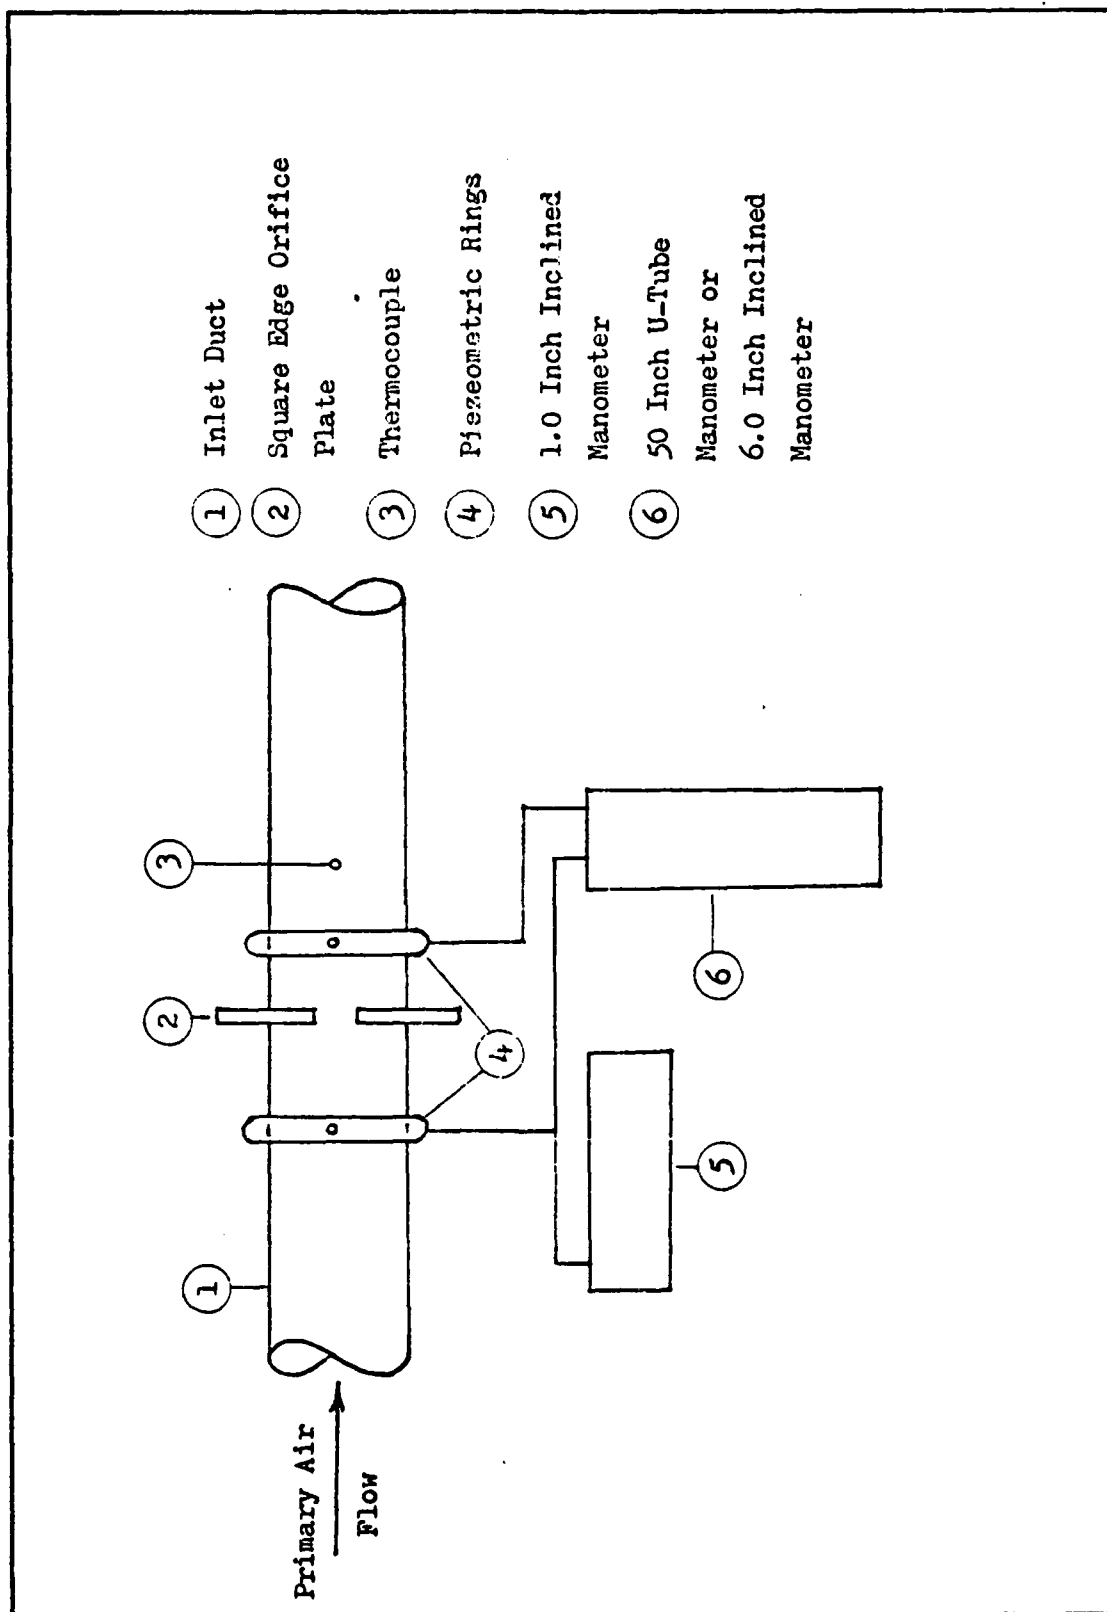 Primary Air
Flow
1
2
3
4
5
6
1 Inlet Duct
2 Square Edge Orifice
Plate
3 Thermocouple
4 Piezeometric Rings
5 1.0 Inch Inclined
Manometer
6 50 Inch U-Tube
Manometer or
6.0 Inch Inclined
Manometer